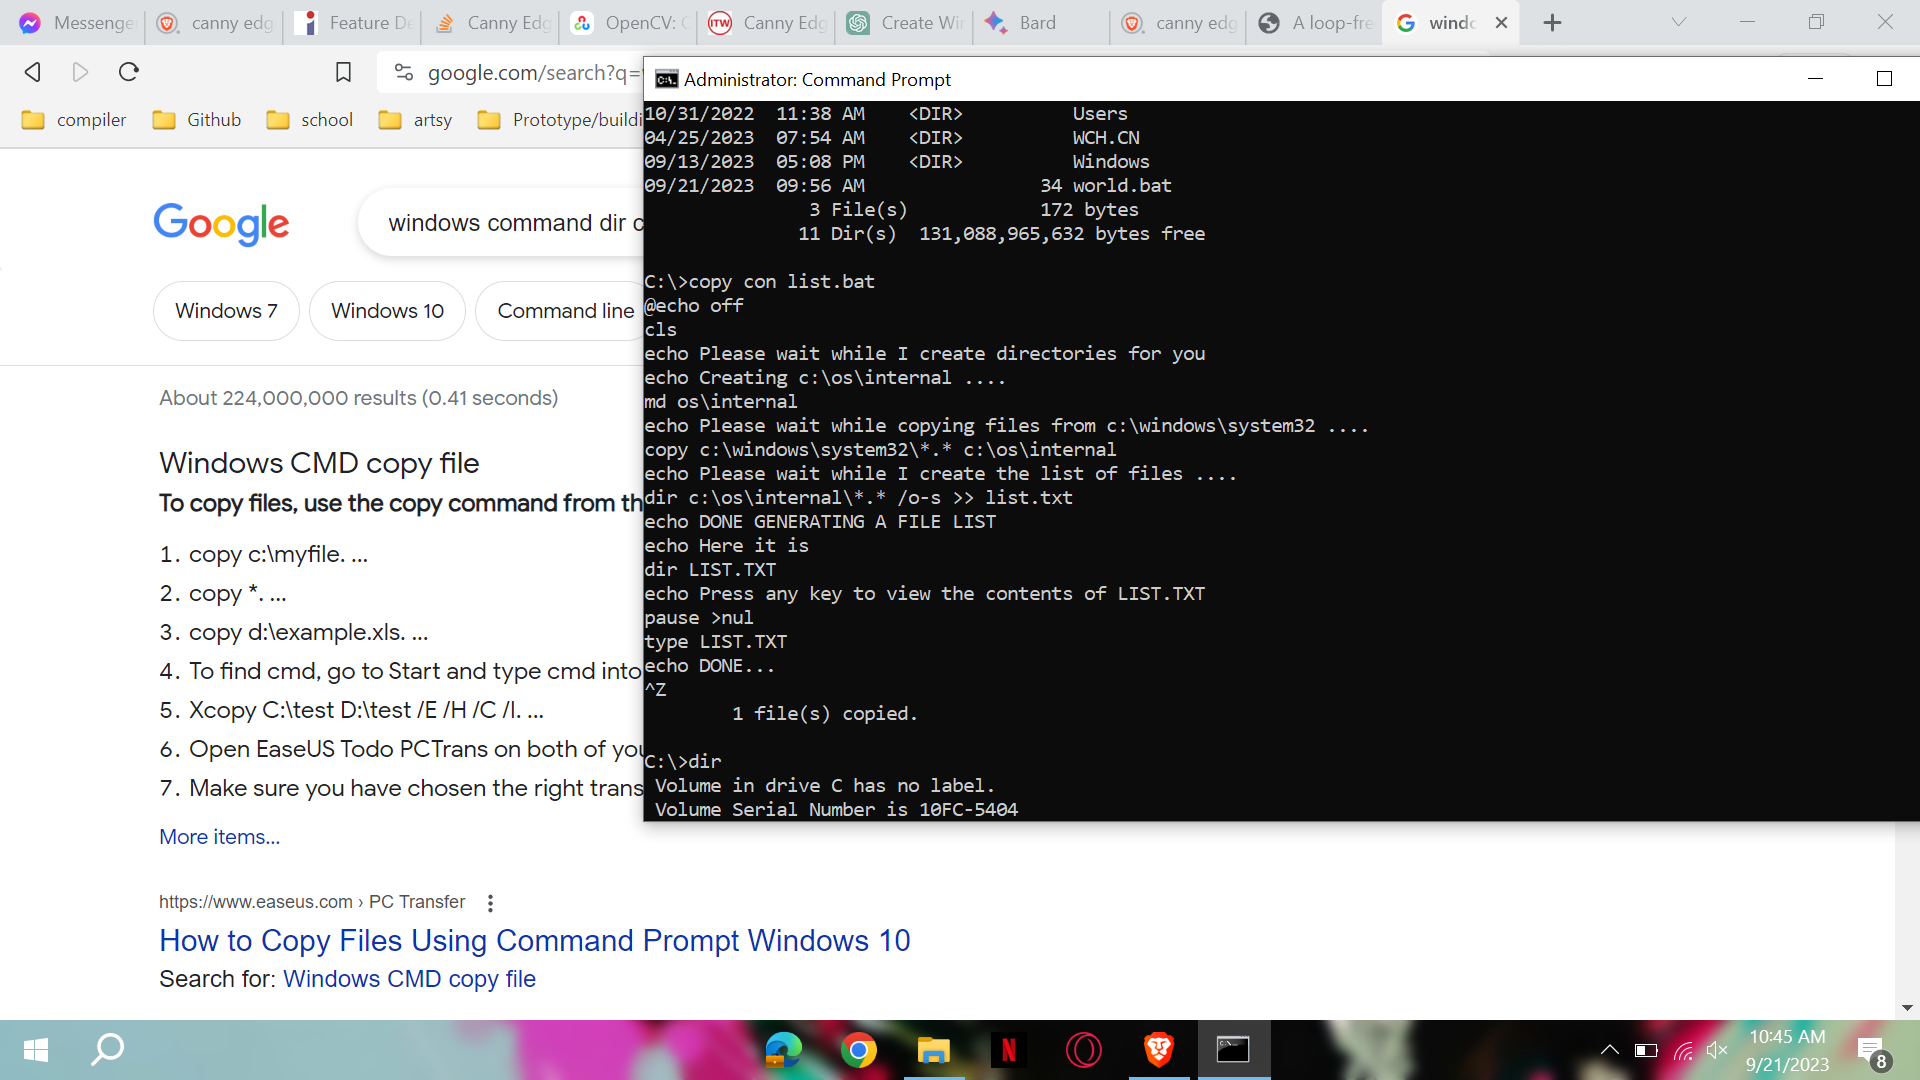 Messenge
canny edg
Feature De
Canny Edg
OpenCV: C
Canny Edg
Create Wi
Bard
canny edg
A loop-fre
windo
google.com/search?q=
compiler
Github
school
artsy
Prototype/buildi
Google
windows command dir c
Windows 7
Windows 10
Command line
About 224,000,000 results (0.41 seconds)
Windows CMD copy file
To copy files, use the copy command from th
1. copy c:\myfile. ...
2. copy *. ...
3. copy d:\example.xls. ...
4. To find cmd, go to Start and type cmd into
5. Xcopy C:\test D:\test /E /H /C /I. ...
6. Open EaseUS Todo PCTrans on both of you
7. Make sure you have chosen the right trans
More items...
https://www.easeus.com › PC Transfer
How to Copy Files Using Command Prompt Windows 10
Search for: Windows CMD copy file
Administrator: Command Prompt
10/31/2022  11:38 AM    <DIR>          Users
04/25/2023  07:54 AM    <DIR>          WCH.CN
09/13/2023  05:08 PM    <DIR>          Windows
09/21/2023  09:56 AM                34 world.bat
3 File(s)            172 bytes
11 Dir(s)  131,088,965,632 bytes free
C:\>copy con list.bat
@echo off
cls
echo Please wait while I create directories for you
echo Creating c:\os\internal ....
md os\internal
echo Please wait while copying files from c:\windows\system32 ....
copy c:\windows\system32\*.* c:\os\internal
echo Please wait while I create the list of files ....
dir c:\os\internal\*.* /o-s >> list.txt
echo DONE GENERATING A FILE LIST
echo Here it is
dir LIST.TXT
echo Press any key to view the contents of LIST.TXT
pause >nul
type LIST.TXT
echo DONE...
^Z
1 file(s) copied.
C:\>dir
Volume in drive C has no label.
Volume Serial Number is 10FC-5404
10:45 AM
9/21/2023
8